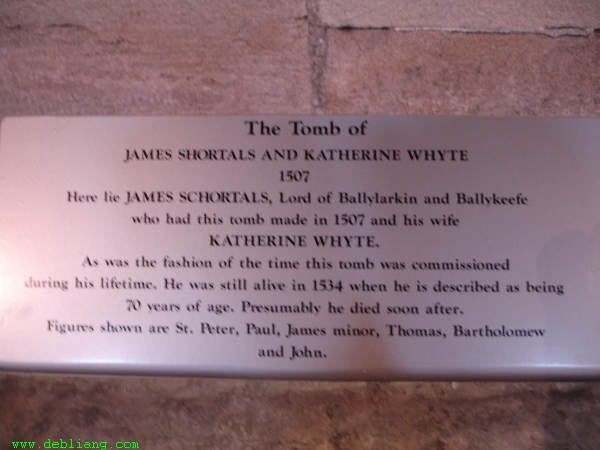 The Tomb of
JAMES SHORTALS AND KATHERINE WHYTE
1507
Here lie JAMES SCHORTALS, Lord of Ballylarkin and Ballykeefe
who had this tomb made in 1507 and his wife
KATHERINE WHYTE.
As was the fashion of the time this tomb was commissioned
during his lifetime. He was still alive in 1534 when he is described as being
70 years of age. Presumably he died soon after.
Figures shown are St. Peter, Paul, James minor, Thomas, Bartholomew
and John.
www.debliang.com